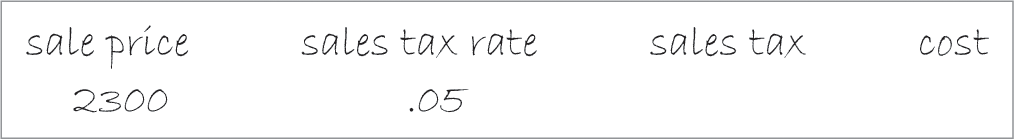 sale price sales tax rate sales tax cost
2300 .05